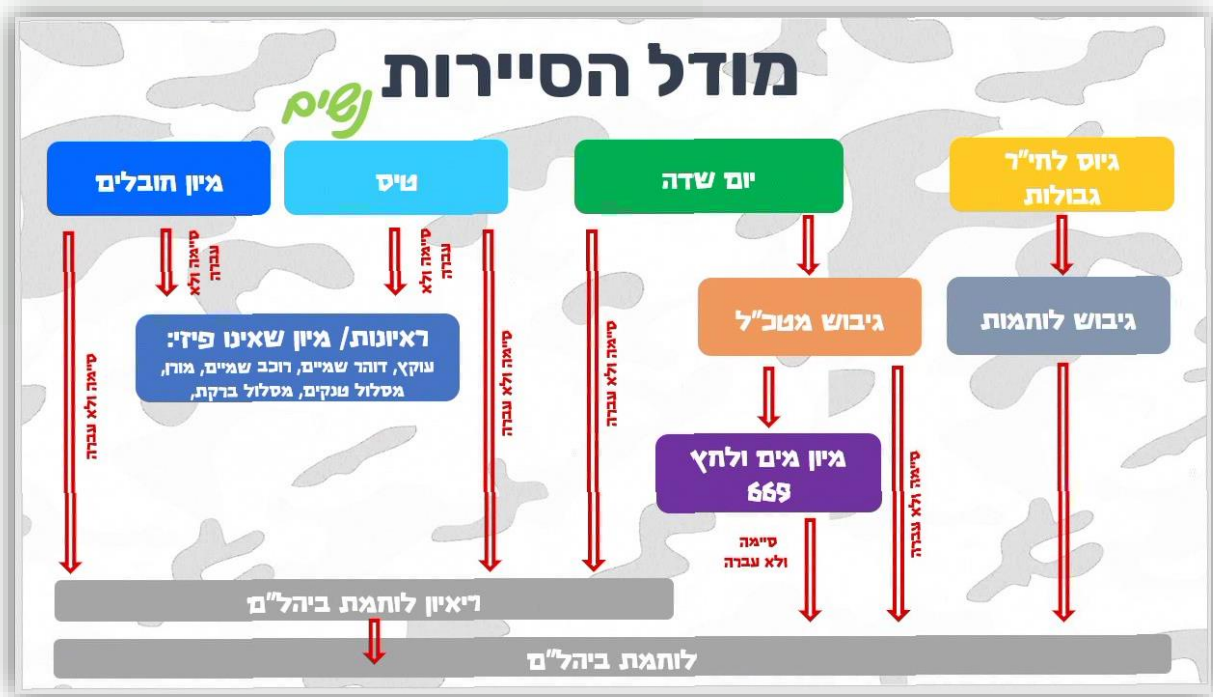 מודל הסיירות
נשים
גיוס לחי"ר
גבולות
יום שדה
טיס
מיון חובלים
סיימה ולא
עברה
סיימה ולא
עברה
גיבוש לוחמות
גיבוש מטכ"ל
ראיונות/ מיון שאינו פיזי:
עוקץ, דוהר שמיים, רוכב שמיים, מורן,
מסלול טנקים, מסלול ברקת,
סיימה ולא עברה
סיימה ולא עברה
סיימה ולא עברה
מיון מים ולחץ
669
סיימה ולא עברה
סיימה
ולא עברה
ריאיון לוחמת ביהל"ם
לוחמת ביהל"ם